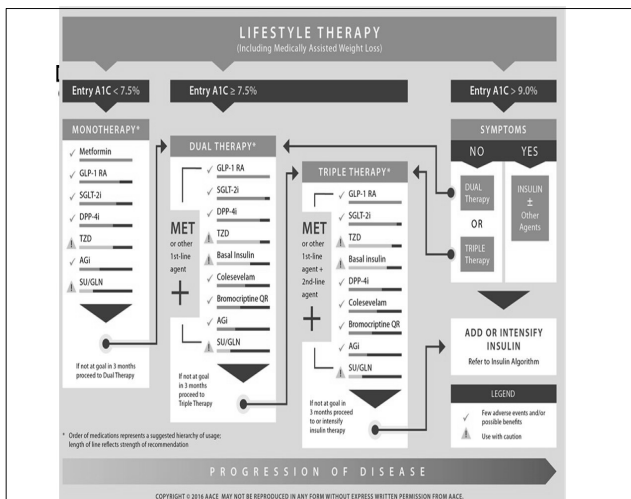 LIFESTYLE THERAPY
(Including Medically Assisted Weight Loss)
Entry A1C < 7.5%
Entry A1C ≥ 7.5%
Entry A1C > 9.0%
MONOTHERAPY*
✓ Metformin
✓ GLP-1 RA
✓ SGLT-2i
✓ DPP-4i
TZD
✓ AGi
SU/GLN
If not at goal in 3 months
proceed to Dual Therapy
DUAL THERAPY*
MET
or other
1st-line
agent
+
✓ GLP-1 RA
✓ SGLT-2i
✓ DPP-4i
TZD
Basal Insulin
✓ Colesevelam
✓ Bromocriptine QR
✓ AGi
SU/GLN
If not at goal
in 3 months
proceed to
Triple Therapy
TRIPLE THERAPY*
MET
or other
1st-line
agent +
2nd-line
agent
+
✓ GLP-1 RA
✓ SGLT-2i
TZD
Basal insulin
✓ DPP-4i
✓ Colesevelam
✓ Bromocriptine QR
✓ AGi
SU/GLN
If not at goal in
3 months proceed
to or intensify
insulin therapy
SYMPTOMS
NO
YES
DUAL
Therapy
OR
TRIPLE
Therapy
INSULIN
±
Other
Agents
ADD OR INTENSIFY
INSULIN
Refer to Insulin Algorithm
LEGEND
✓ Few adverse events and/or
possible benefits
Use with caution
* Order of medications represents a suggested hierarchy of usage;
length of line reflects strength of recommendation
PROGRESSION OF DISEASE
COPYRIGHT © 2016 AACE MAY NOT BE REPRODUCED IN ANY FORM WITHOUT EXPRESS WRITTEN PERMISSION FROM AACE.